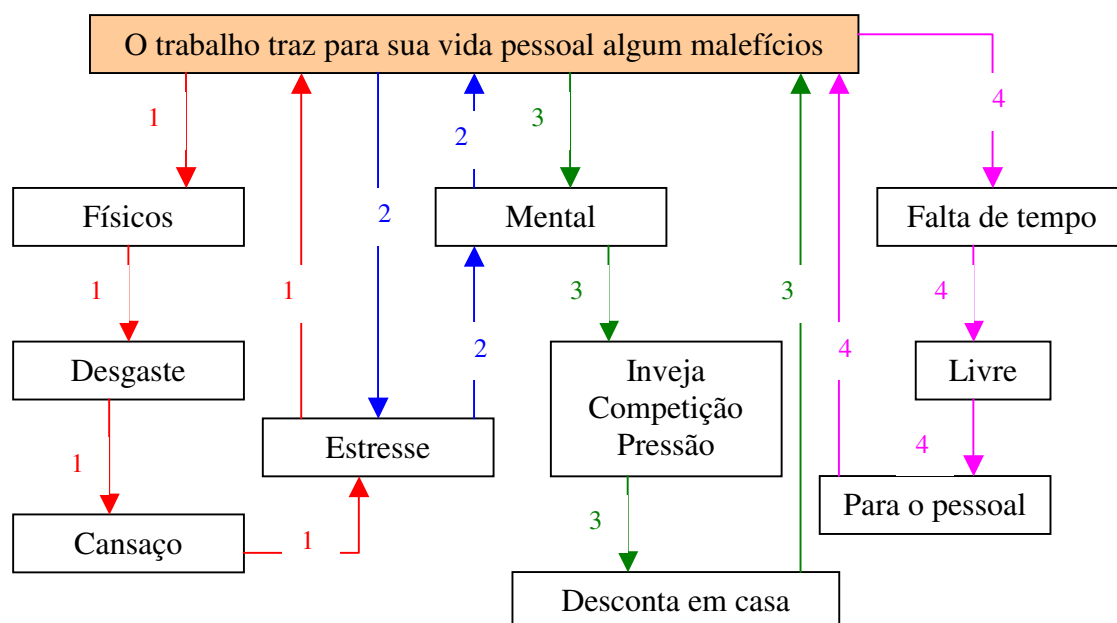 O trabalho traz para sua vida pessoal algum malefícios
1
2
3
4
2
Físicos
Mental
Falta de tempo
2
1
1
3
3
4
4
2
Desgaste
Inveja
Competição
Pressão
Livre
Estresse
1
4
3
Para o pessoal
Cansaço
1
Desconta em casa